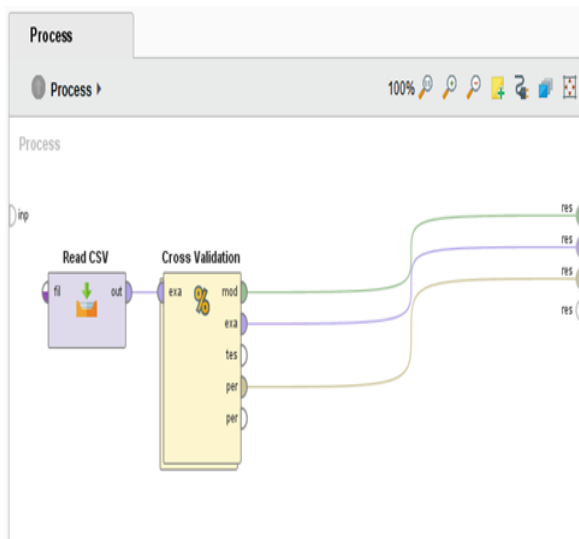 Process
Process
100%
Process
inp
res
res
res
res
Read CSV
Cross Validation
fil
out
exa
%
mod
exa
tes
per
per